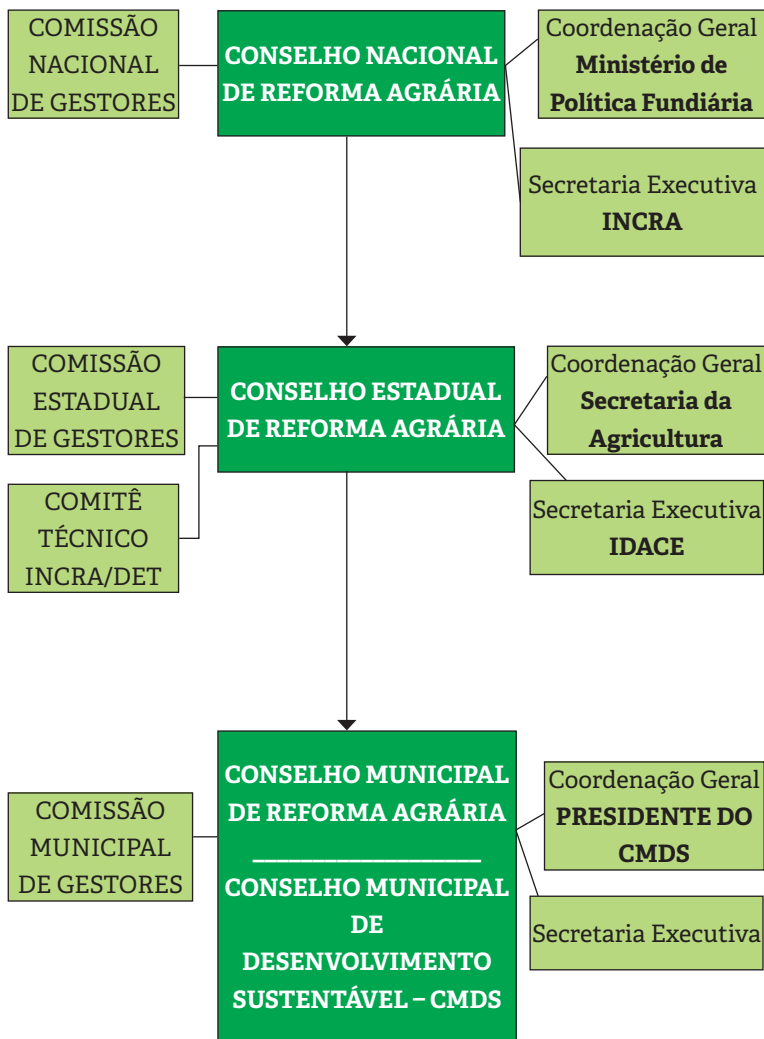 COMISSÃO
NACIONAL
DE GESTORES
CONSELHO NACIONAL
DE REFORMA AGRÁRIA
Coordenação Geral
Ministério de
Política Fundiária
Secretaria Executiva
INCRA
COMISSÃO
ESTADUAL
DE GESTORES
CONSELHO ESTADUAL
DE REFORMA AGRÁRIA
Coordenação Geral
Secretaria da
Agricultura
COMITÊ
TÉCNICO
INCRA/DET
Secretaria Executiva
IDACE
COMISSÃO
MUNICIPAL
DE GESTORES
CONSELHO MUNICIPAL
DE REFORMA AGRÁRIA
CONSELHO MUNICIPAL
DE
DESENVOLVIMENTO
SUSTENTÁVEL – CMDS
Coordenação Geral
PRESIDENTE DO
CMDS
Secretaria Executiva